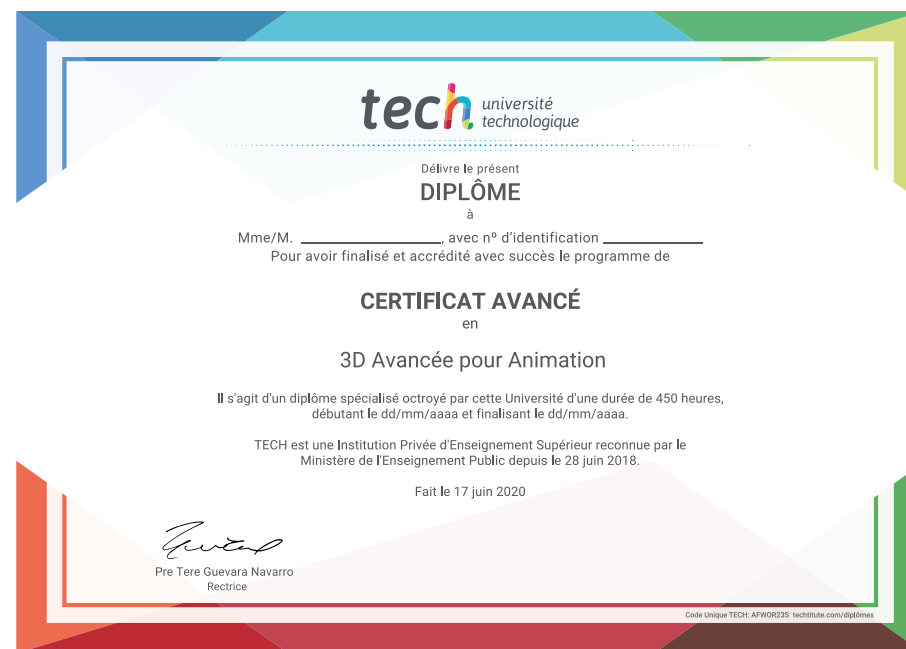 tech université
technologique
Délivre le présent
DIPLÔME
à
Mme/M. ____________________, avec nº d'identification ______________
Pour avoir finalisé et accrédité avec succès le programme de
CERTIFICAT AVANCÉ
en
3D Avancée pour Animation
Il s'agit d'un diplôme spécialisé octroyé par cette Université d'une durée de 450 heures,
débutant le dd/mm/aaaa et finalisant le dd/mm/aaaa.
TECH est une Institution Privée d'Enseignement Supérieur reconnue par le
Ministère de l'Enseignement Public depuis le 28 juin 2018.
Fait le 17 juin 2020
Pre Tere Guevara Navarro
Rectrice
Code Unique TECH: AFWOR23S techtitute.com/diplômes